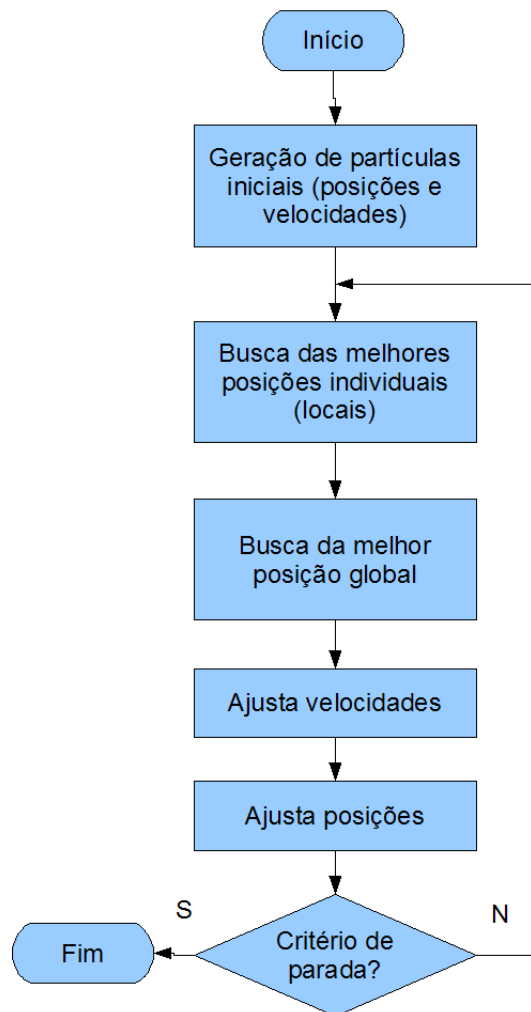 Início
Geração de partículas
iniciais (posições e
velocidades)
Busca das melhores
posições individuais
(locais)
Busca da melhor
posição global
Ajusta velocidades
Ajusta posições
S
N
Critério de
parada?
Fim